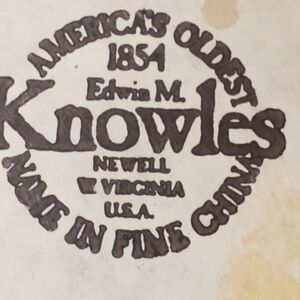 AMERICA'S OLDEST
1854
Edwin M.
Knowles
NEWELL
W VIRGINIA
U.S.A.
NAME IN FINE CHINA